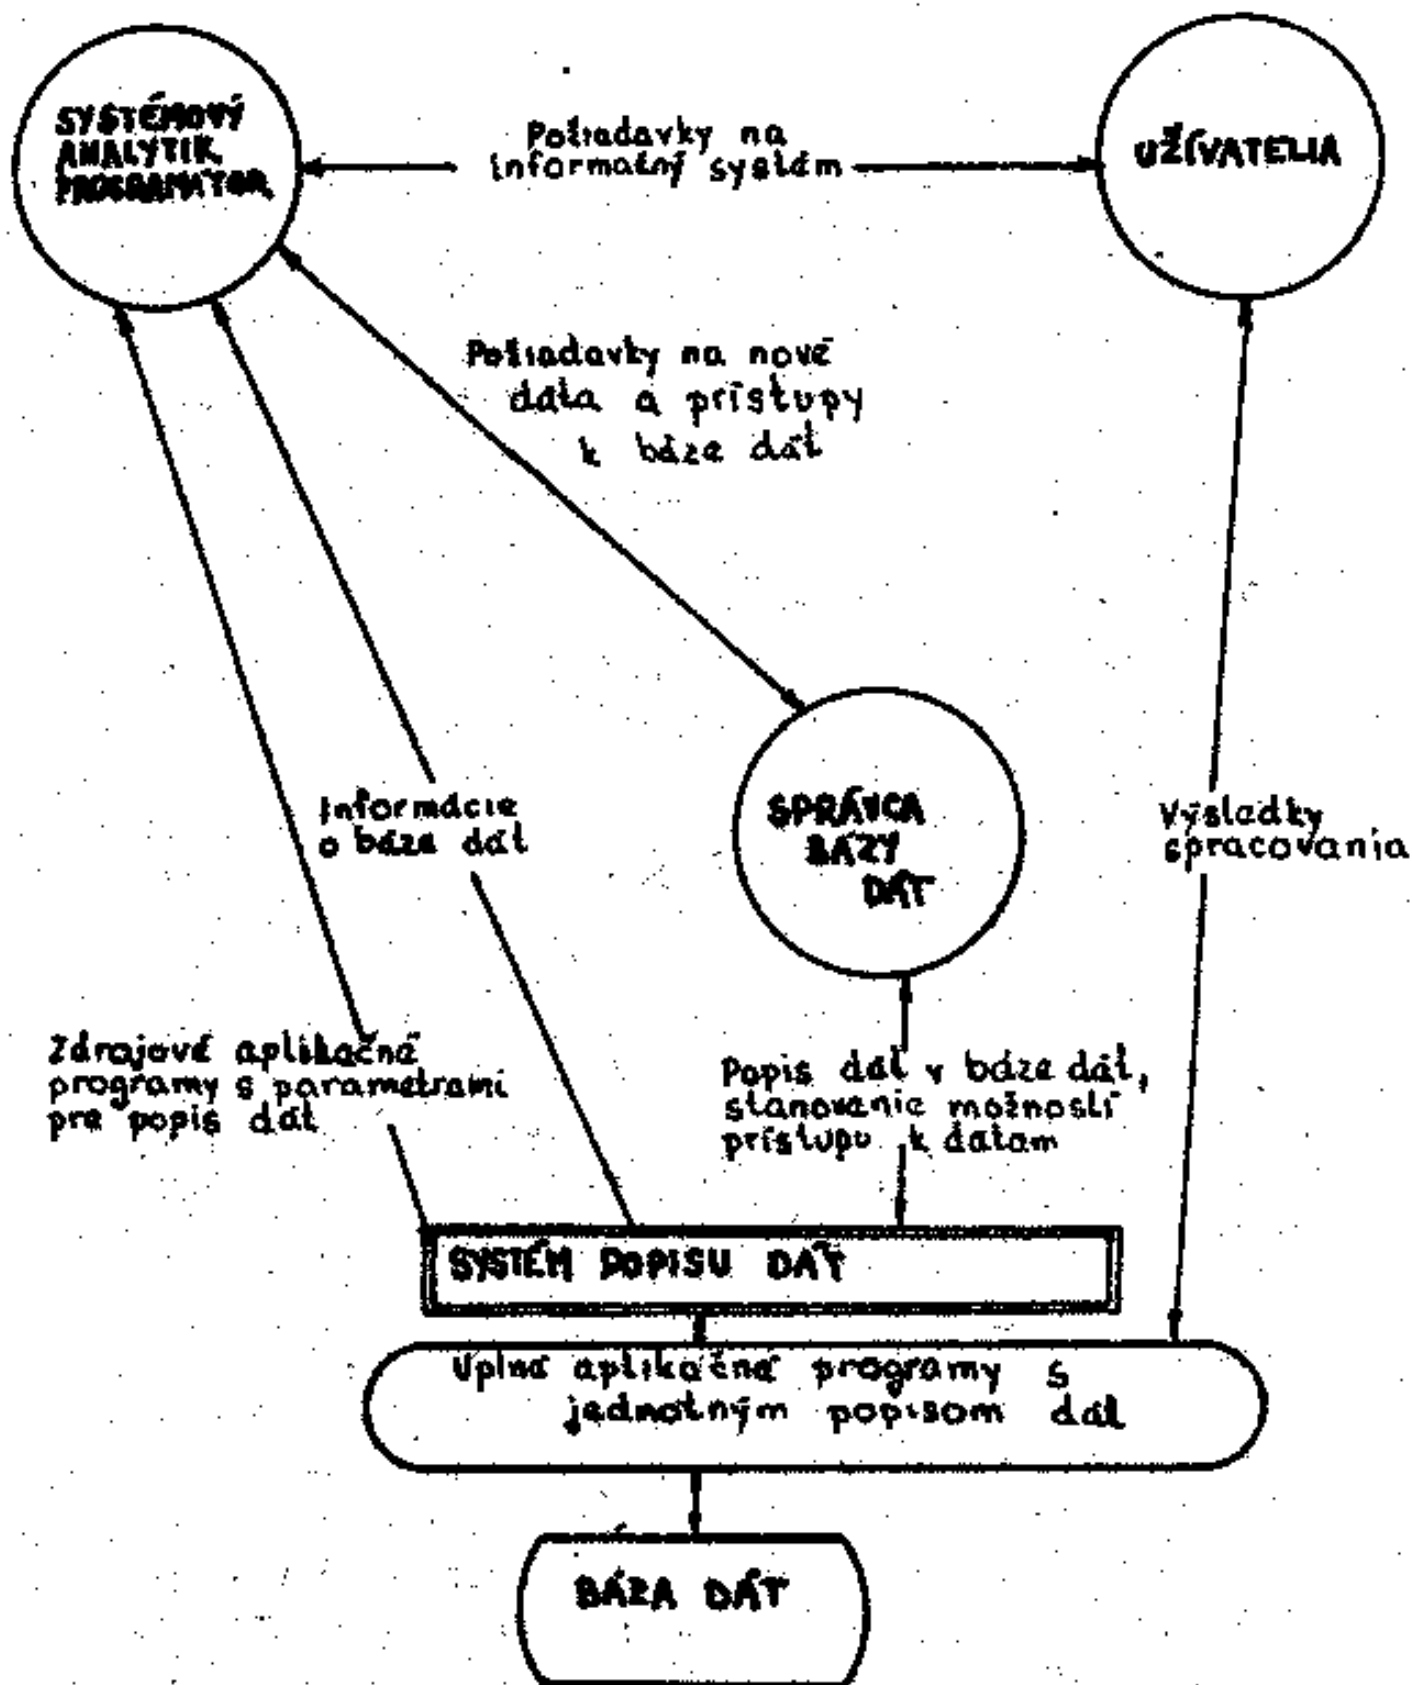 SYSTÉMOVÝ
ANALYTIK,
PROGRAMÁTOR
Požiadavky na
informačný systém
UŽÍVATELIA
Požiadavky na nové
dáta a prístupy
k báze dát
Informácie
o báze dát
SPRÁVCA
BÁZY
DÁT
Výsledky
spracovania
Zdrojové aplikačné
programy s parametrami
pre popis dát
Popis dát v báze dát,
stanovenie možností
prístupu k dátam
SYSTÉM POPISU DÁT
Úplné aplikačné programy s
jednotným popisom dát
BÁZA DÁT